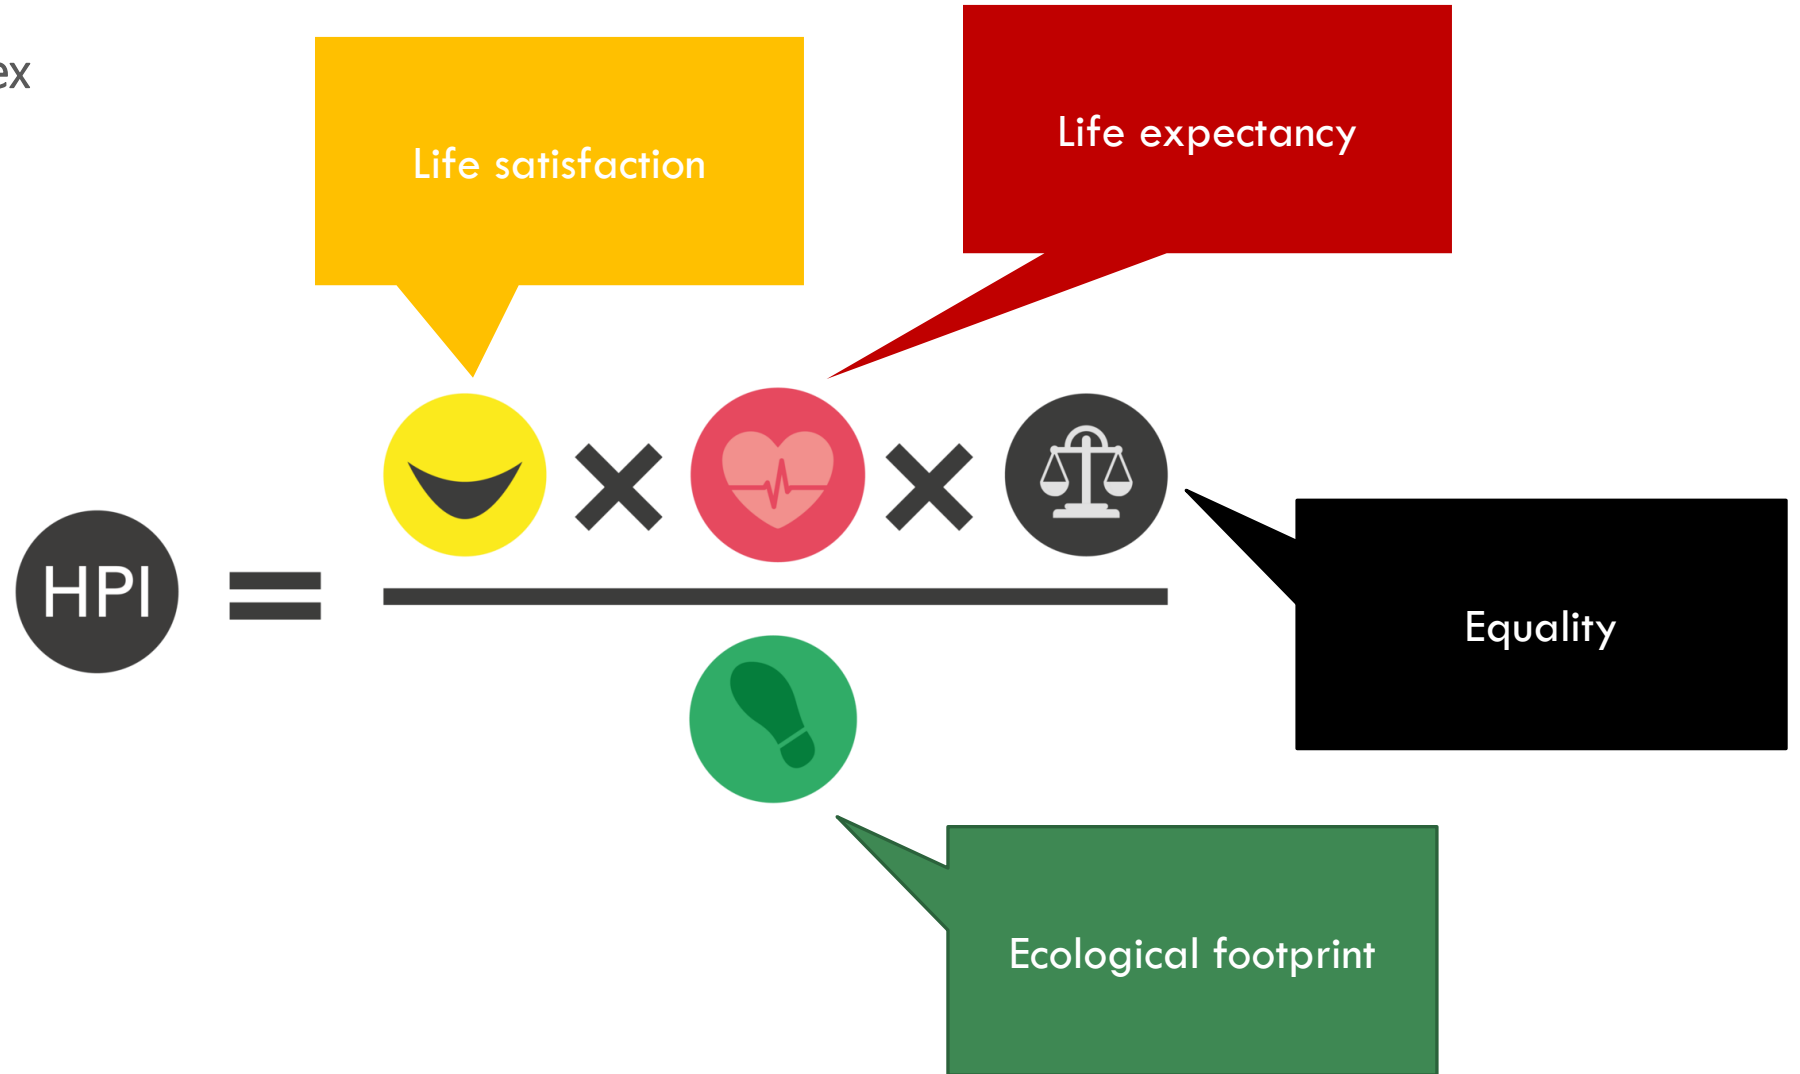 ex
Life satisfaction
Life expectancy
HPI
=
Equality
Ecological footprint